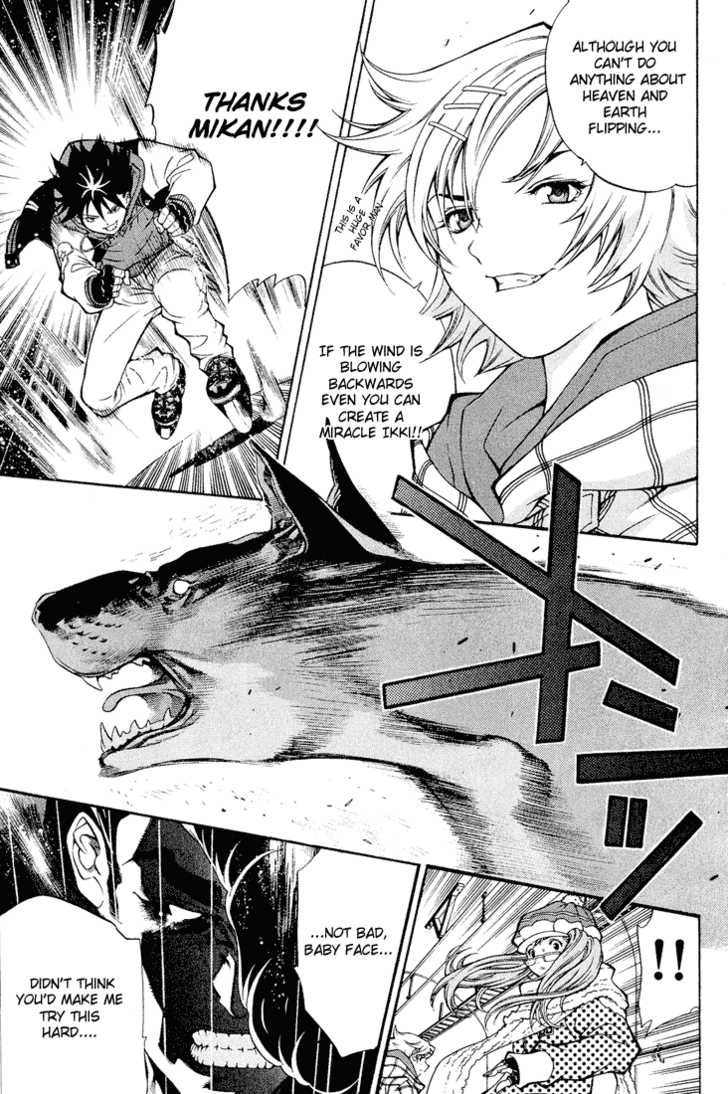 ALTHOUGH YOU
CAN'T DO
ANYTHING ABOUT
HEAVEN AND
EARTH
FLIPPING...
THIS IS A
HUGE
FAVOR MAN
IF THE WIND IS
BLOWING
BACKWARDS
EVEN YOU CAN
CREATE A
MIRACLE IKKI!!
THANKS
MIKAN!!!!
!!
...NOT BAD,
BABY FACE...
DIDN'T THINK
YOU'D MAKE ME
TRY THIS
HARD....